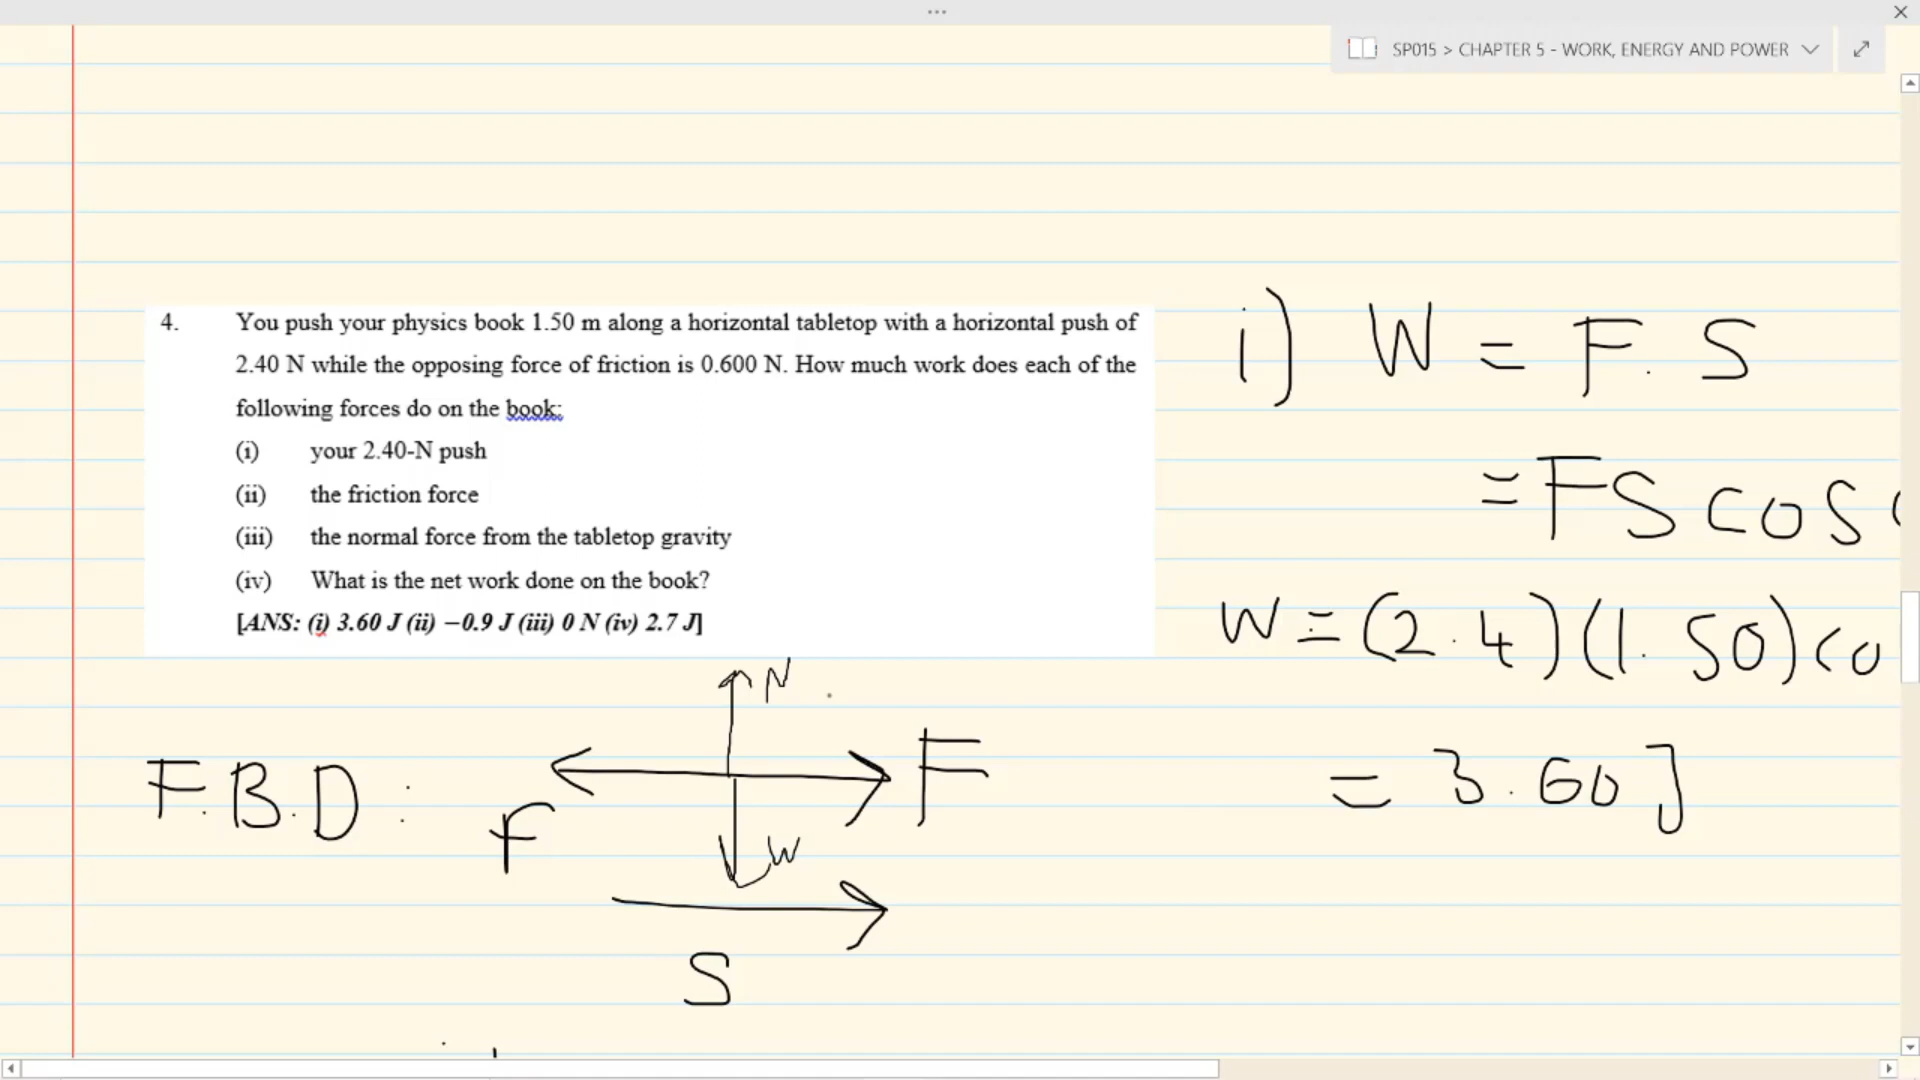 SP015 > CHAPTER 5 - WORK, ENERGY AND POWER
4. You push your physics book 1.50 m along a horizontal tabletop with a horizontal push of
2.40 N while the opposing force of friction is 0.600 N. How much work does each of the
following forces do on the book:
(i) your 2.40-N push
(ii) the friction force
(iii) the normal force from the tabletop gravity
(iv) What is the net work done on the book?
[ANS: (i) 3.60 J (ii) −0.9 J (iii) 0 N (iv) 2.7 J]
i) W = F. S
= FS cos
W = (2.4)(1.50) co
= 3.60 J
N
F.B.D :
f
F
W
S